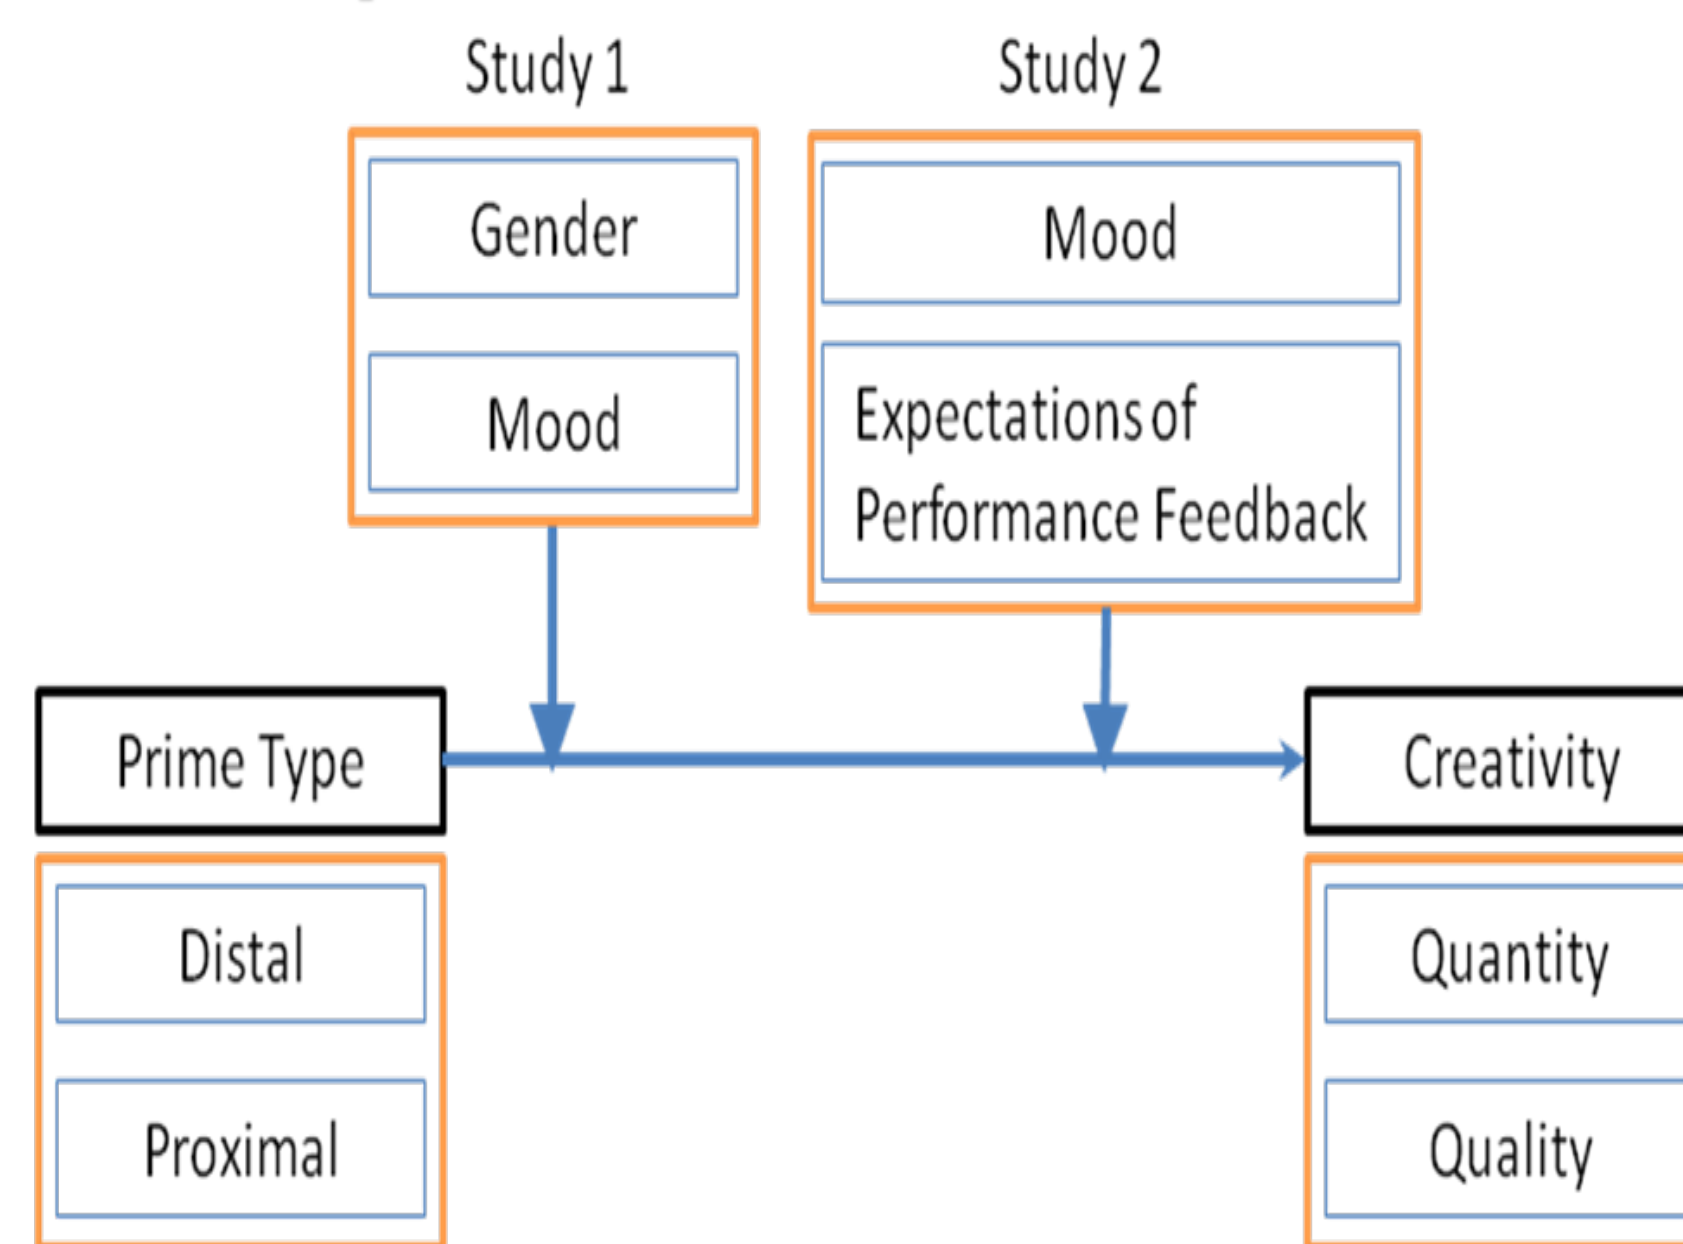 Study 1
Study 2
Gender
Mood
Mood
Expectations of
Performance Feedback
Prime Type
Creativity
Distal
Quantity
Proximal
Quality